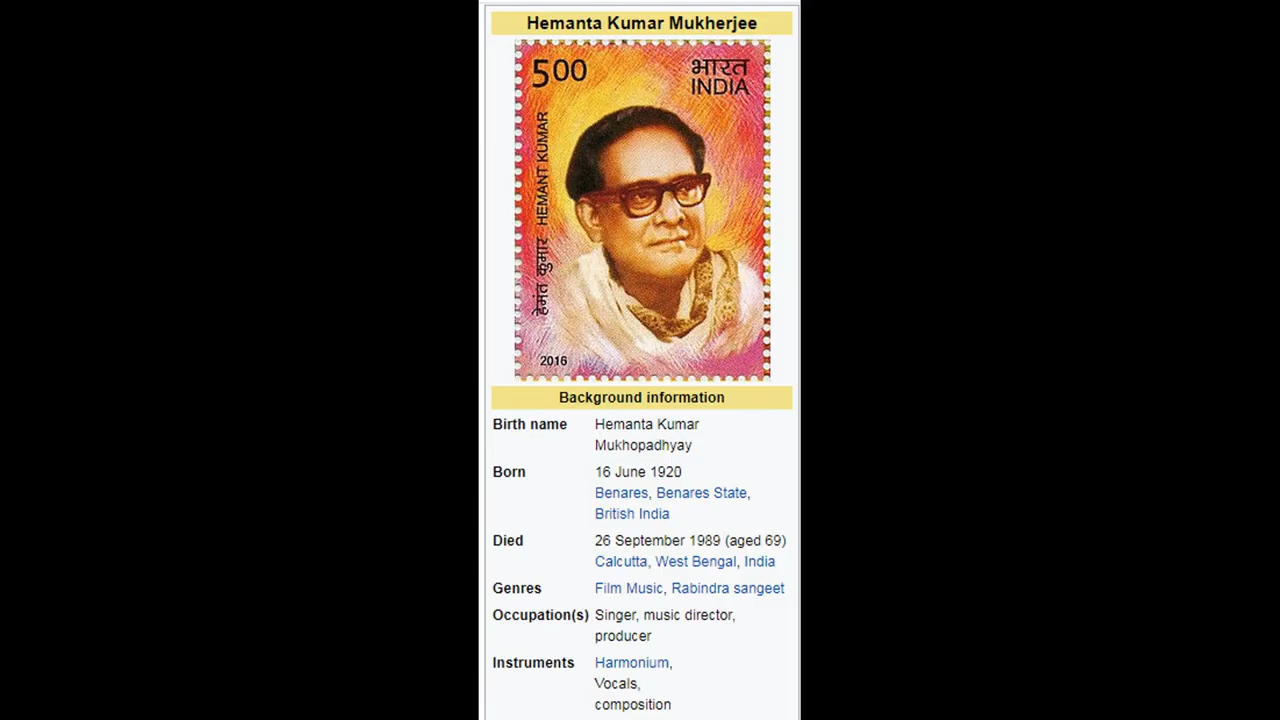 Hemanta Kumar Mukherjee
5.00
भारत
INDIA
हेमंत कुमार HEMANT KUMAR
2016
Background information
Birth name Hemanta Kumar
Mukhopadhyay
Born 16 June 1920
Benares, Benares State,
British India
Died 26 September 1989 (aged 69)
Calcutta, West Bengal, India
Genres Film Music, Rabindra sangeet
Occupation(s) Singer, music director,
producer
Instruments Harmonium,
Vocals,
composition